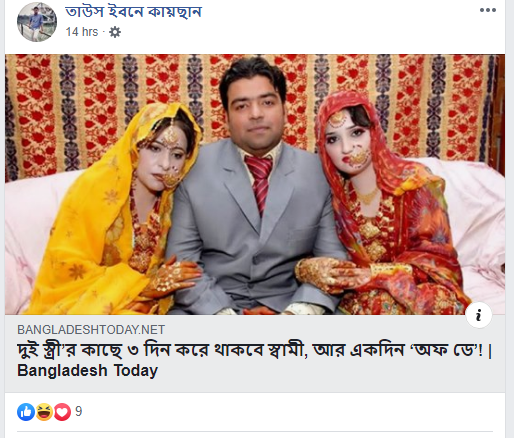 তাউস ইবনে কায়ছান
14 hrs ·
BANGLADESHTODAY.NET
দুই স্ত্রী'র কাছে ৩ দিন করে থাকবে স্বামী, আর একদিন 'অফ ডে'! |
Bangladesh Today
9